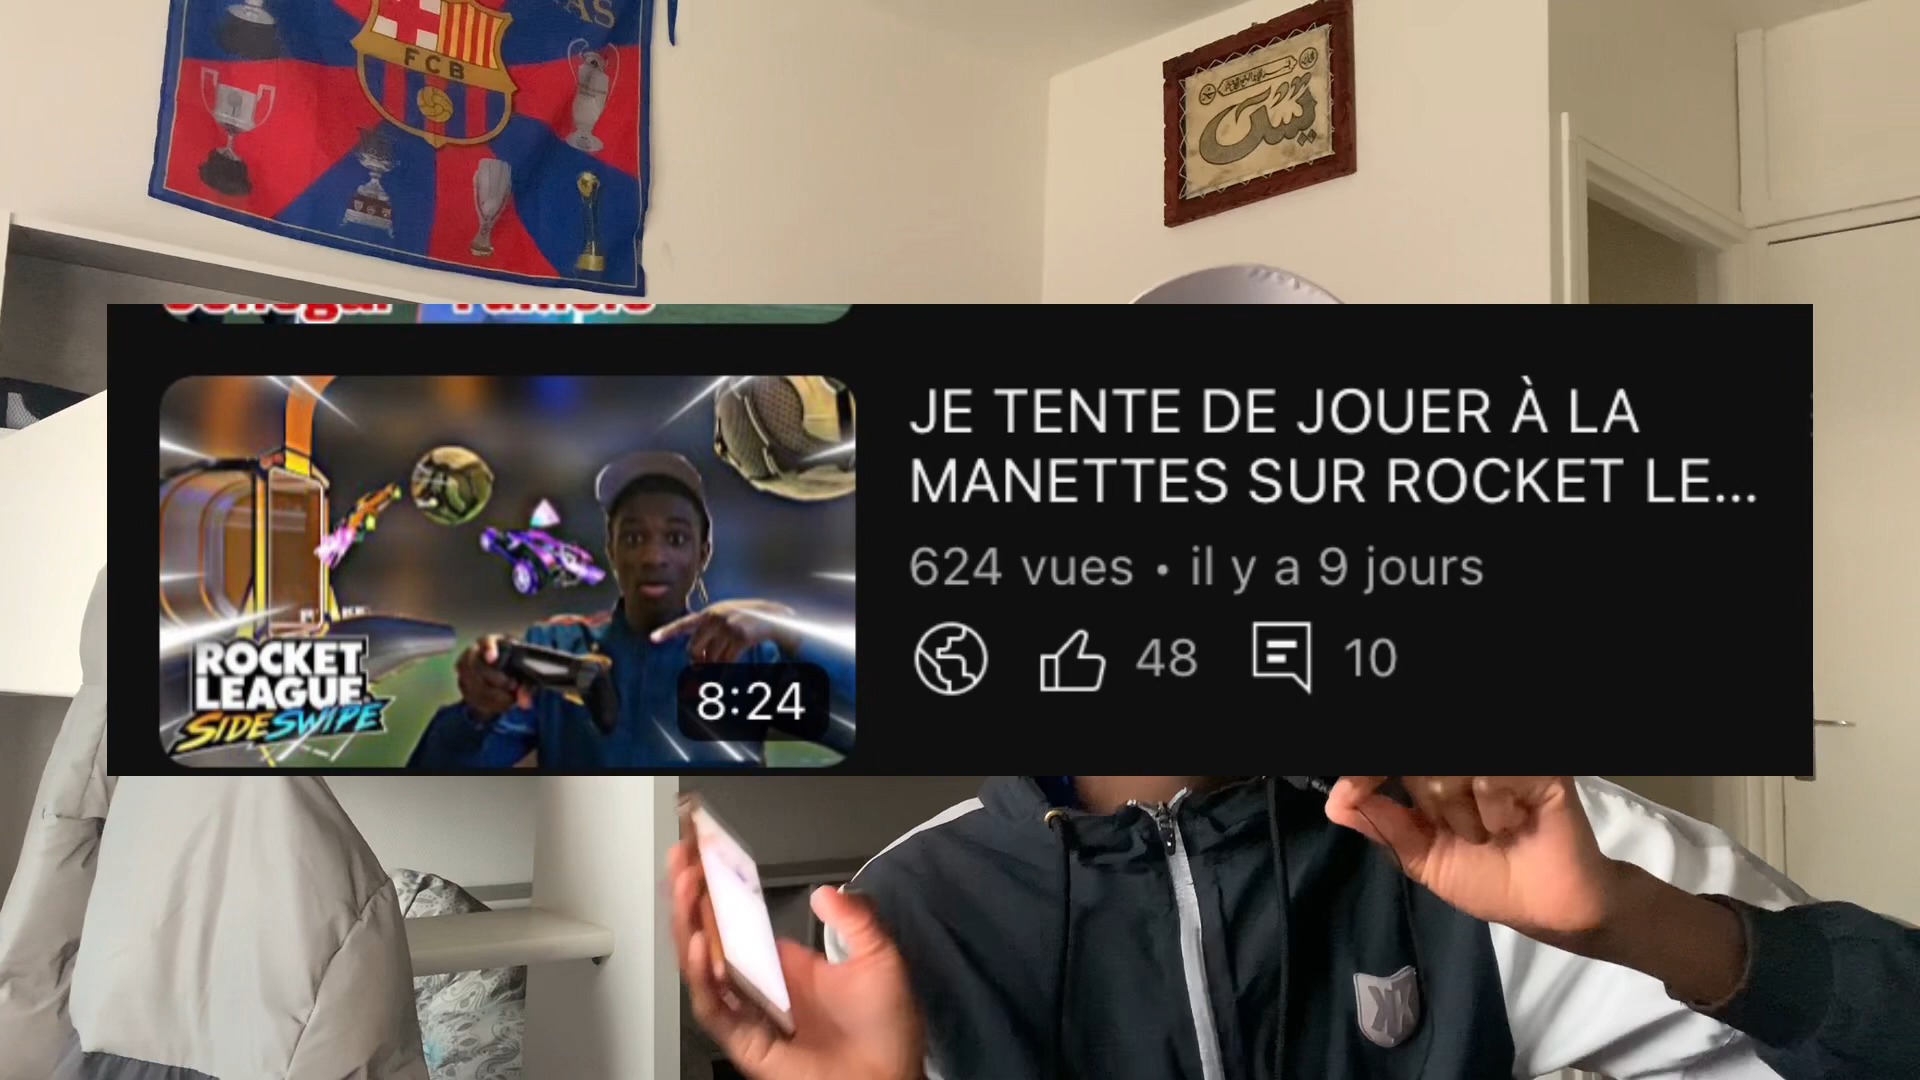 FCB
JE TENTE DE JOUER À LA
MANETTES SUR ROCKET LE...
624 vues • il y a 9 jours
48 10
ROCKET
LEAGUE
SIDESWIPE
8:24
يس